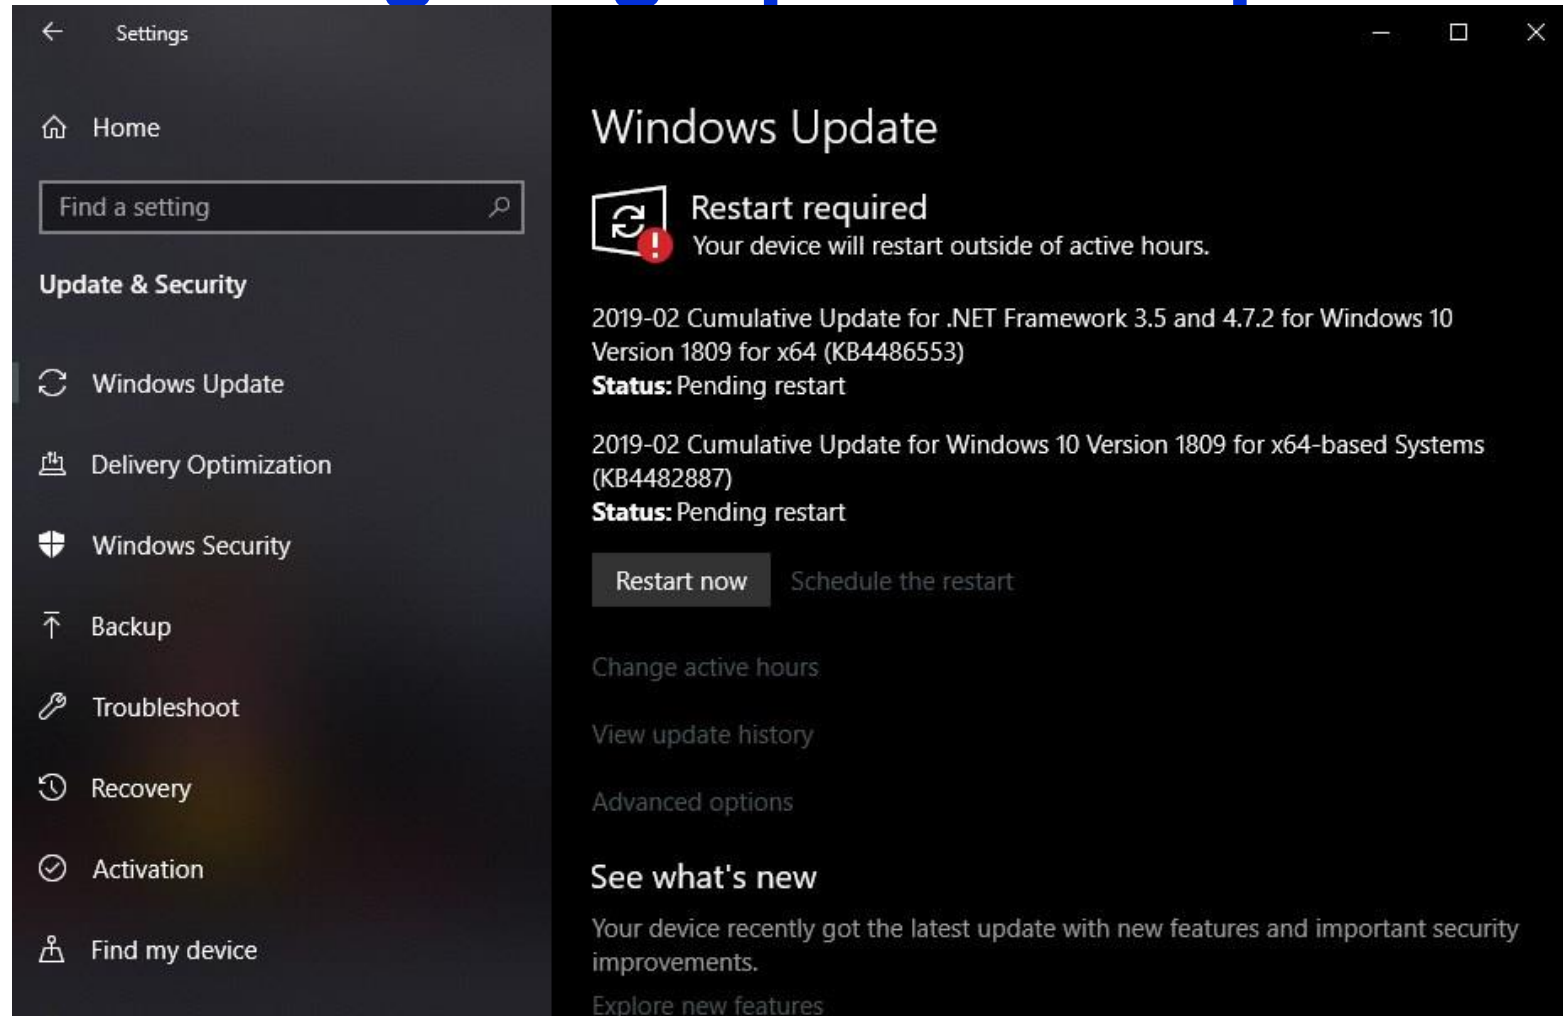 Settings
Home
Find a setting
Update & Security
Windows Update
Delivery Optimization
Windows Security
Backup
Troubleshoot
Recovery
Activation
Find my device
Windows Update
Restart required
Your device will restart outside of active hours.
2019-02 Cumulative Update for .NET Framework 3.5 and 4.7.2 for Windows 10
Version 1809 for x64 (KB4486553)
Status: Pending restart
2019-02 Cumulative Update for Windows 10 Version 1809 for x64-based Systems
(KB4482887)
Status: Pending restart
Restart now
Schedule the restart
Change active hours
View update history
Advanced options
See what's new
Your device recently got the latest update with new features and important security
improvements.
Explore new features